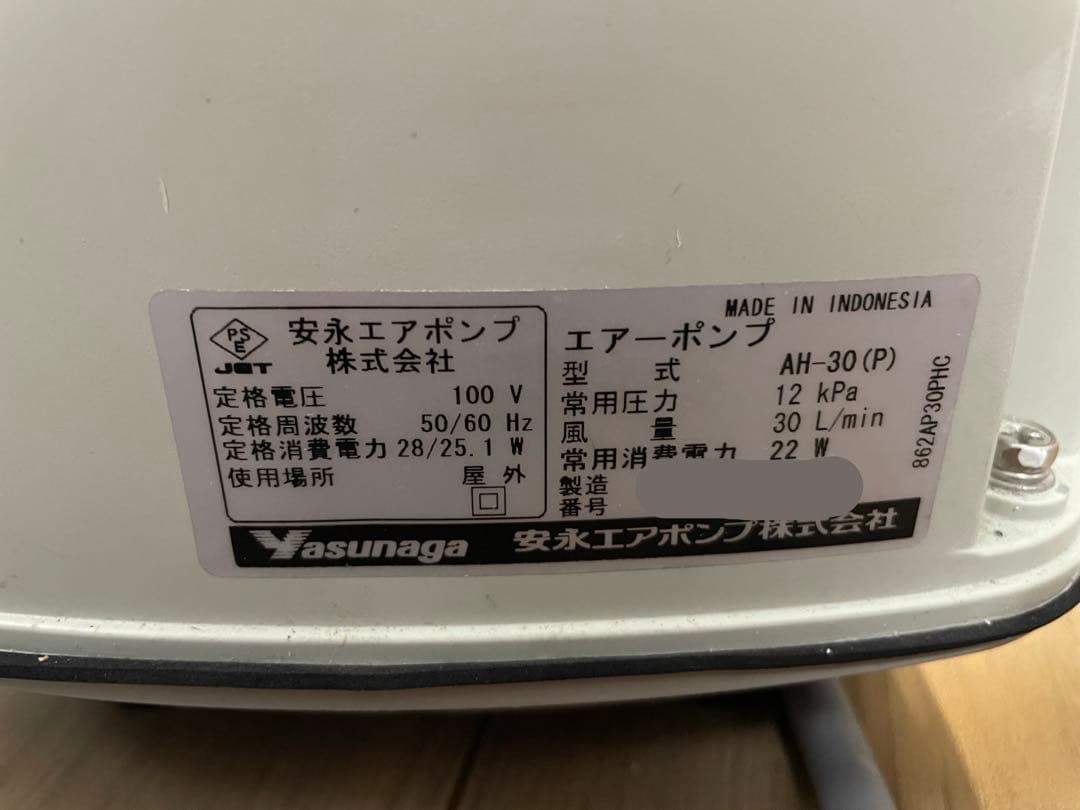 MADE IN INDONESIA
PSE
JET
安永エアポンプ
株式会社
定格電圧 100 V
定格周波数 50/60 Hz
定格消費電力 28/25.1 W
使用場所 屋外
エアーポンプ
型式 AH-30(P)
常用圧力 12 kPa
風量 30 L/min
常用消費電力 22 W
製造
番号
862AP30PHC
Yasunaga 安永エアポンプ株式会社